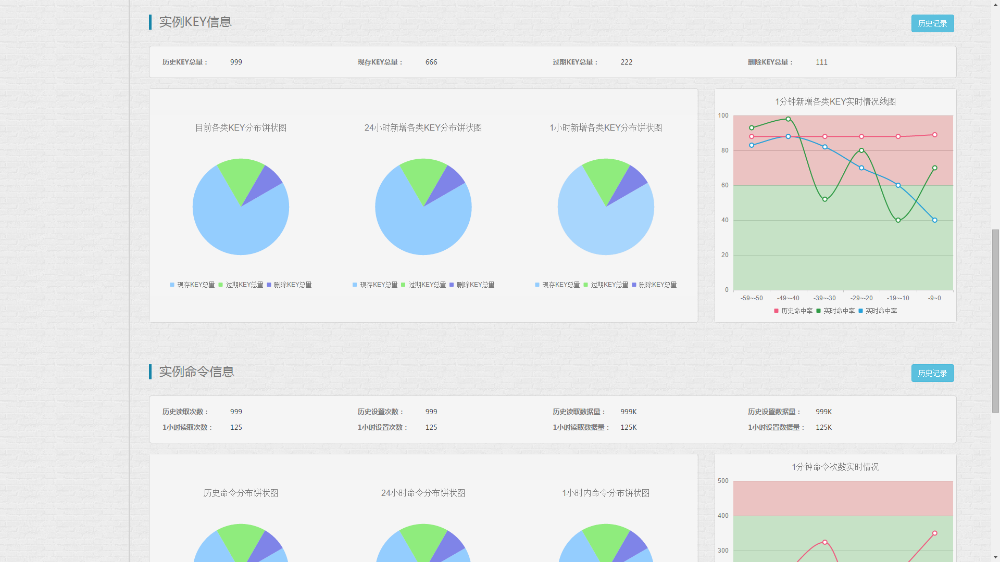 实例KEY信息
历史记录
历史KEY总量： 999 现存KEY总量： 666 过期KEY总量： 222 删除KEY总量： 111
目前各类KEY分布饼状图
现存KEY总量 过期KEY总量 删除KEY总量
24小时新增各类KEY分布饼状图
现存KEY总量 过期KEY总量 删除KEY总量
1小时新增各类KEY分布饼状图
现存KEY总量 过期KEY总量 删除KEY总量
1分钟新增各类KEY实时情况线图
100
80
60
40
20
0
-59~-50 -49~-40 -39~-30 -29~-20 -19~-10 -9~0
历史命中率 实时命中率 实时命中率
实例命令信息
历史记录
历史读取次数： 999 历史设置次数： 999 历史读取数据量： 999K 历史设置数据量： 999K
1小时读取次数： 125 1小时设置次数： 125 1小时读取数据量： 125K 1小时设置数据量： 125K
历史命令分布饼状图
24小时命令分布饼状图
1小时内命令分布饼状图
1分钟命令次数实时情况
500
400
300